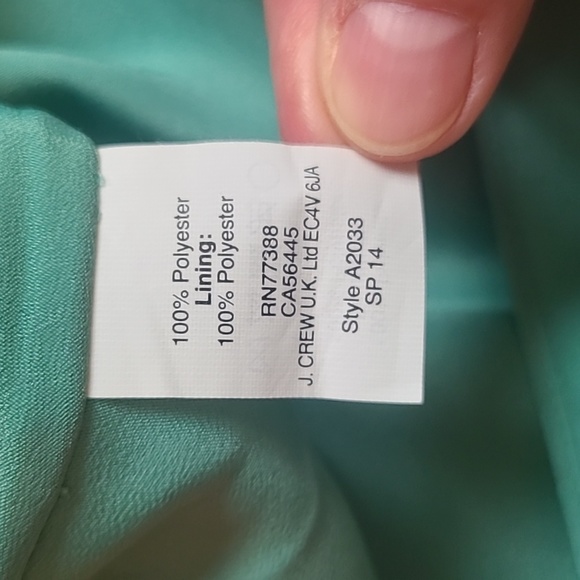 100% Polyester
Lining:
100% Polyester
RN77388
CA56445
J. CREW U.K. Ltd EC4V 6JA
Style A2033
SP 14